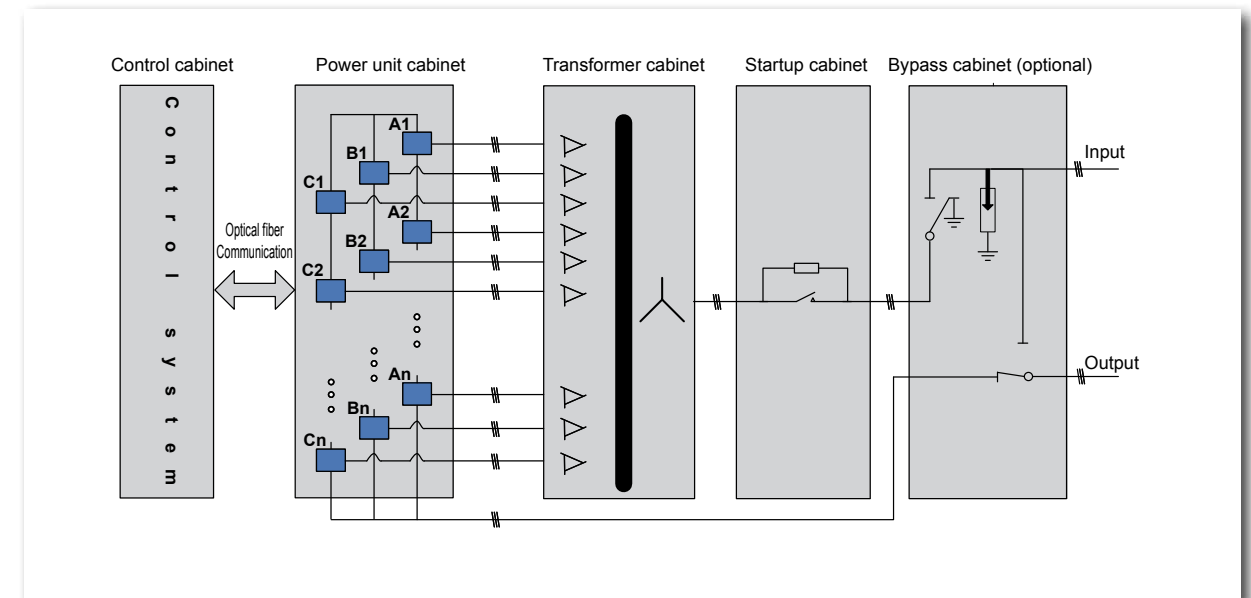 Control cabinet
Power unit cabinet
Transformer cabinet
Startup cabinet
Bypass cabinet (optional)
Control system
Optical fiber
Communication
A1
B1
C1
A2
B2
C2
An
Bn
Cn
Input
Output